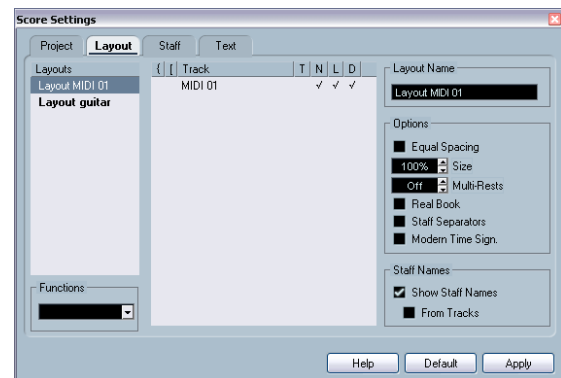 Score Settings
Project Layout Staff Text
Layouts
Layout MIDI 01
Layout guitar
Functions
{ [ Track T N L D
MIDI 01 √ √ √
Layout Name
Layout MIDI 01
Options
Equal Spacing
100% Size
Off Multi-Rests
Real Book
Staff Separators
Modern Time Sign.
Staff Names
Show Staff Names
From Tracks
Help Default Apply